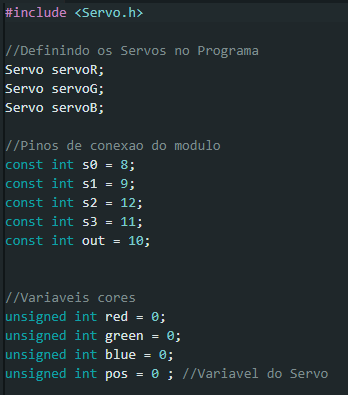 #include <Servo.h>
//Definindo os Servos no Programa
Servo servoR;
Servo servoG;
Servo servoB;
//Pinos de conexao do modulo
const int s0 = 8;
const int s1 = 9;
const int s2 = 12;
const int s3 = 11;
const int out = 10;
//Variaveis cores
unsigned int red = 0;
unsigned int green = 0;
unsigned int blue = 0;
unsigned int pos = 0 ; //Variavel do Servo